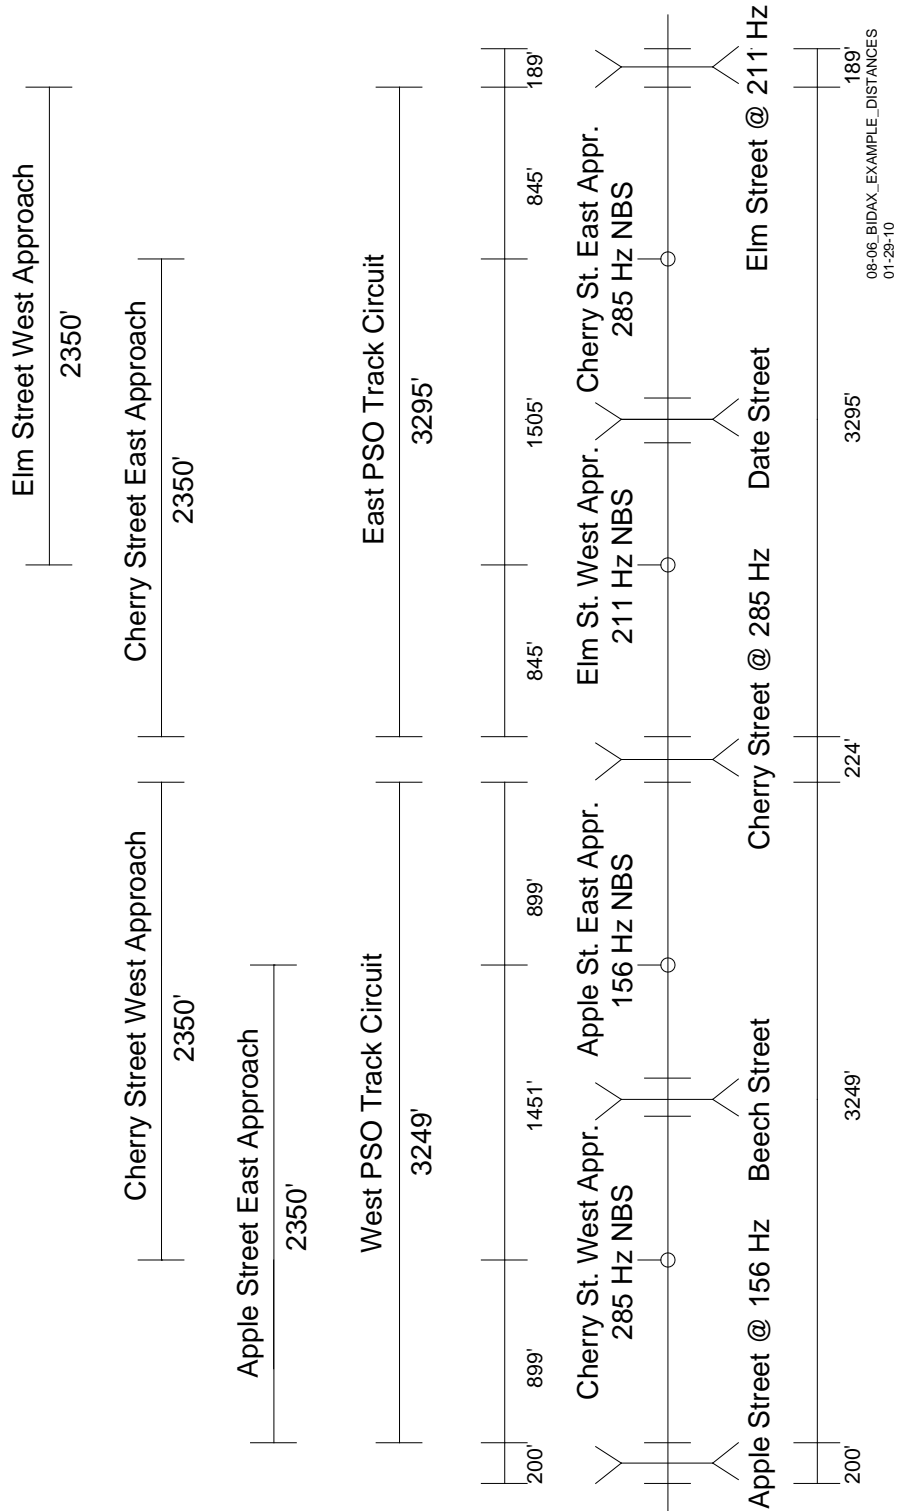 Elm Street West Approach
2350'
Cherry Street West Approach
2350'
Cherry Street East Approach
2350'
Apple Street East Approach
2350'
West PSO Track Circuit
3249'
East PSO Track Circuit
3295'
200'
899'
1451'
899'
845'
1505'
845'
189'
Cherry St. West Appr.
285 Hz NBS
Apple St. East Appr.
156 Hz NBS
Elm St. West Appr.
211 Hz NBS
Cherry St. East Appr.
285 Hz NBS
Apple Street @ 156 Hz
Beech Street
Cherry Street @ 285 Hz
Date Street
Elm Street @ 211 Hz
200'
3249'
224'
3295'
189'
08-06_BIDAX_EXAMPLE_DISTANCES
01-29-10